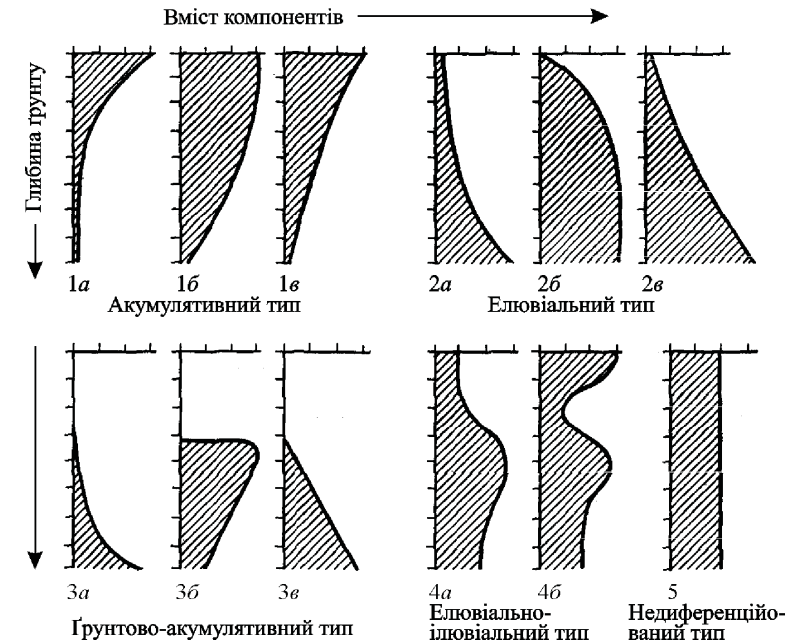 Вміст компонентів
Глибина ґрунту
1а 1б 1в 2а 2б 2в
Акумулятивний тип Елювіальний тип
3а 3б 3в 4а 4б 5
Ґрунтово-акумулятивний тип
Елювіально-
ілювіальний тип
Недиференційо-
ваний тип